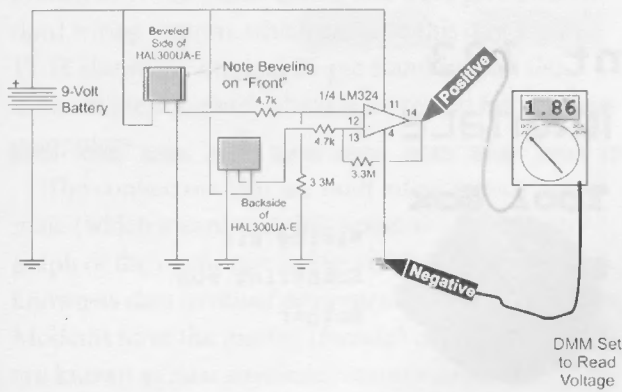 Beveled
Side of
HAL300UA-E
Note Beveling
on "Front"
9-Volt
Battery
+
4.7k
1/4 LM324
11
12
13
14
4
4.7k
3.3M
3.3M
Backside
of
HAL300UA-E
Positive
1.86
Negative
DMM Set
to Read
Voltage